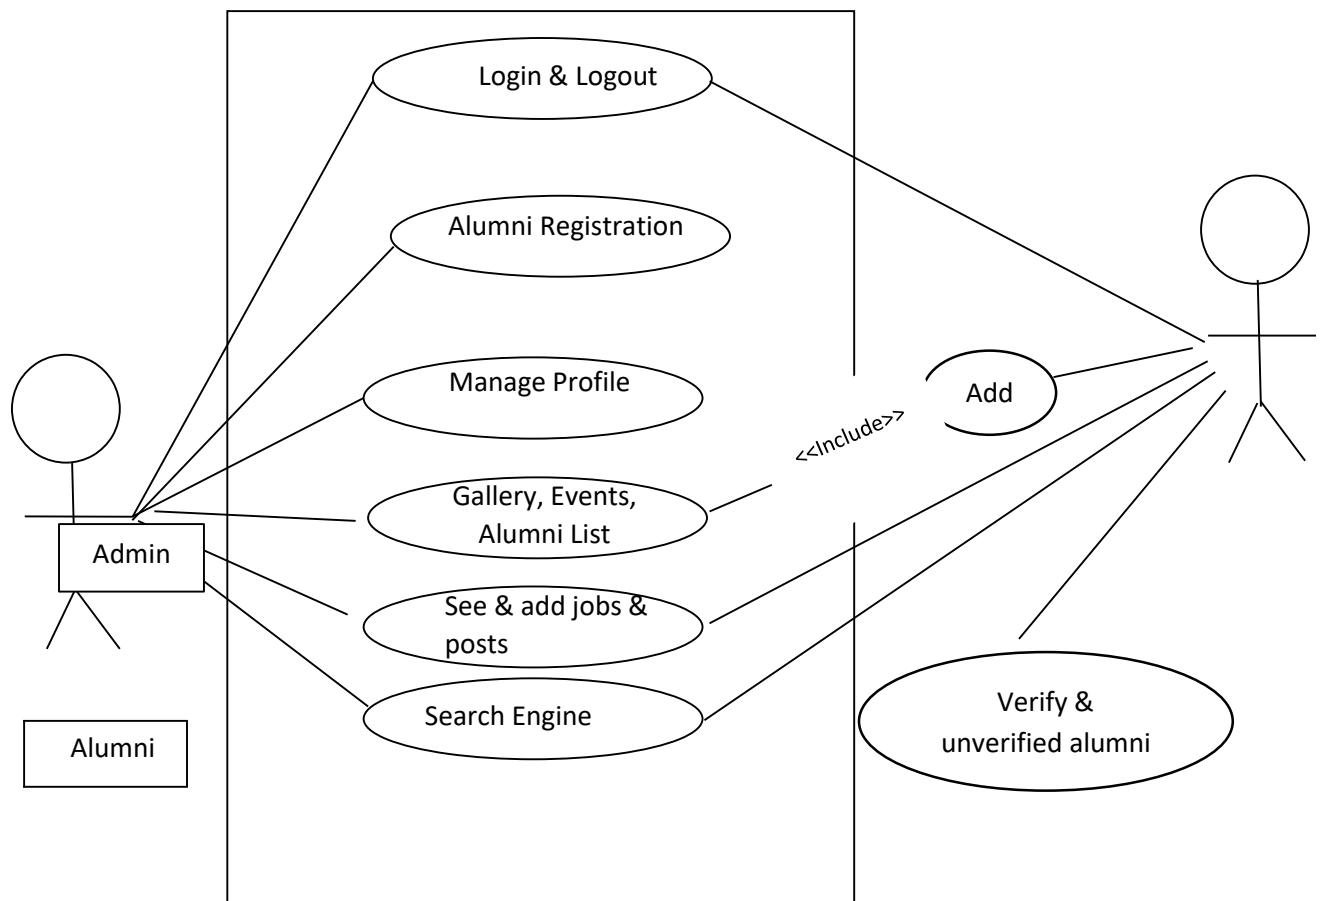 Login & Logout
Alumni Registration
Manage Profile
Add
<<Include>>
Gallery, Events,
Alumni List
Admin
See & add jobs &
posts
Search Engine
Verify &
unverified alumni
Alumni